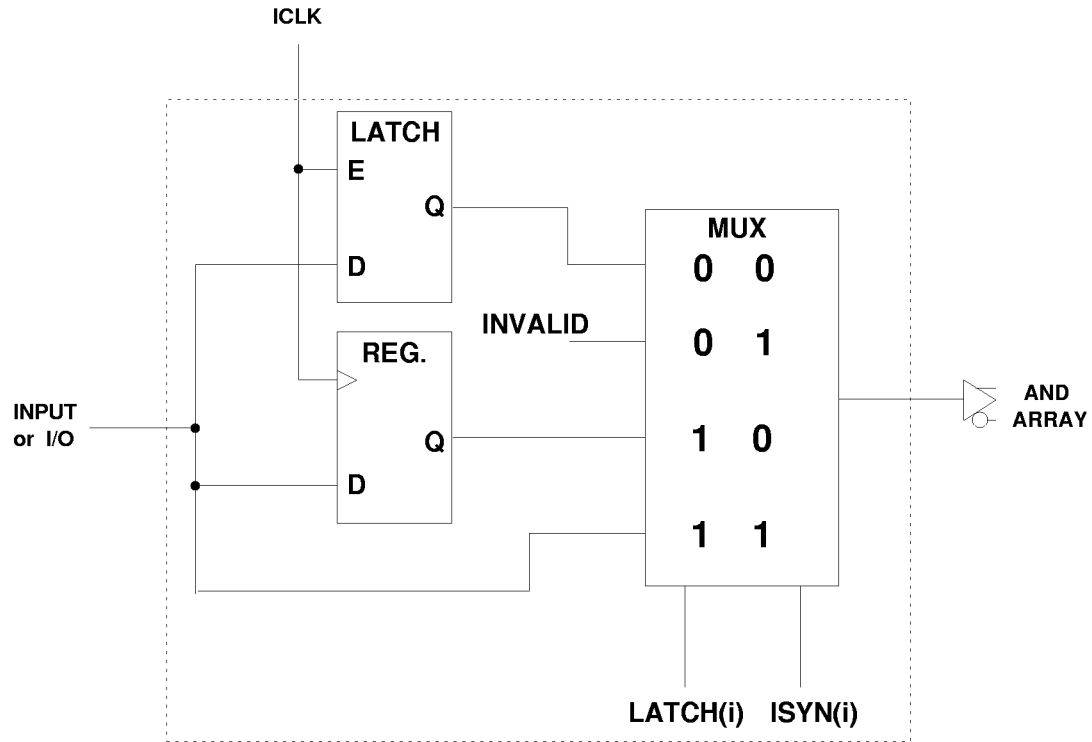 ICLK
LATCH
E
Q
D
MUX
0 0
INVALID
0 1
REG.
INPUT
or I/O
Q
D
1 0
1 1
AND
ARRAY
LATCH(i) ISYN(i)